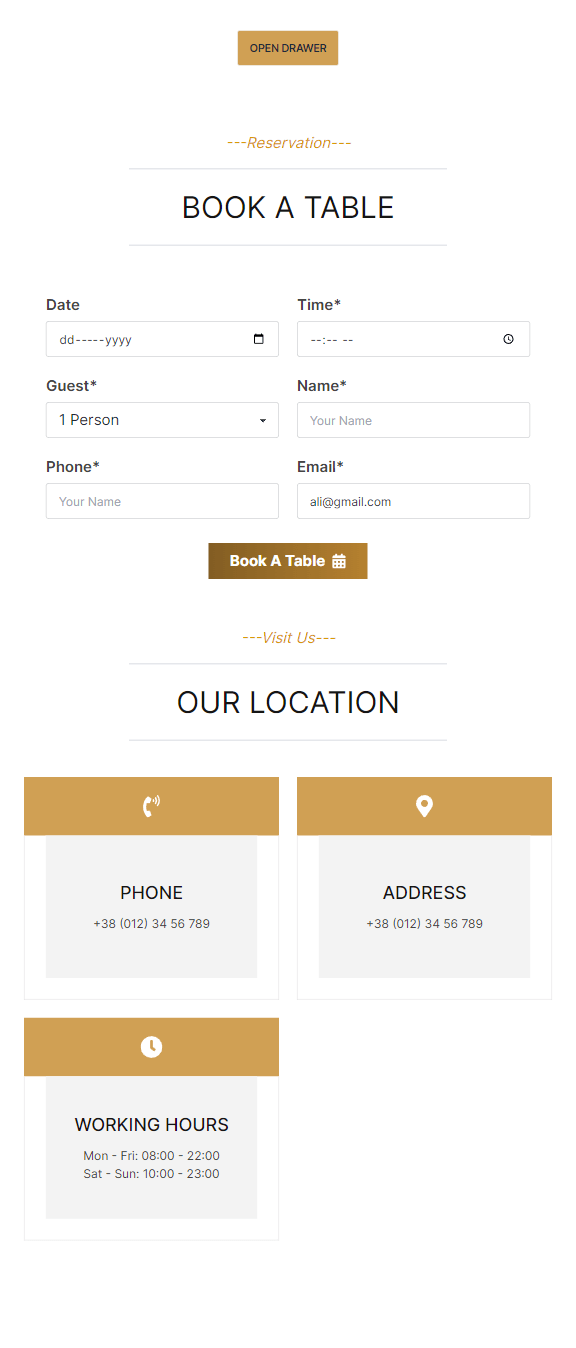 OPEN DRAWER
---Reservation---
BOOK A TABLE
Date
Time*
dd-----yyyy
--:-- --
Guest*
Name*
1 Person
Your Name
Phone*
Email*
Your Name
ali@gmail.com
Book A Table
---Visit Us---
OUR LOCATION
PHONE
+38 (012) 34 56 789
ADDRESS
+38 (012) 34 56 789
WORKING HOURS
Mon - Fri: 08:00 - 22:00
Sat - Sun: 10:00 - 23:00